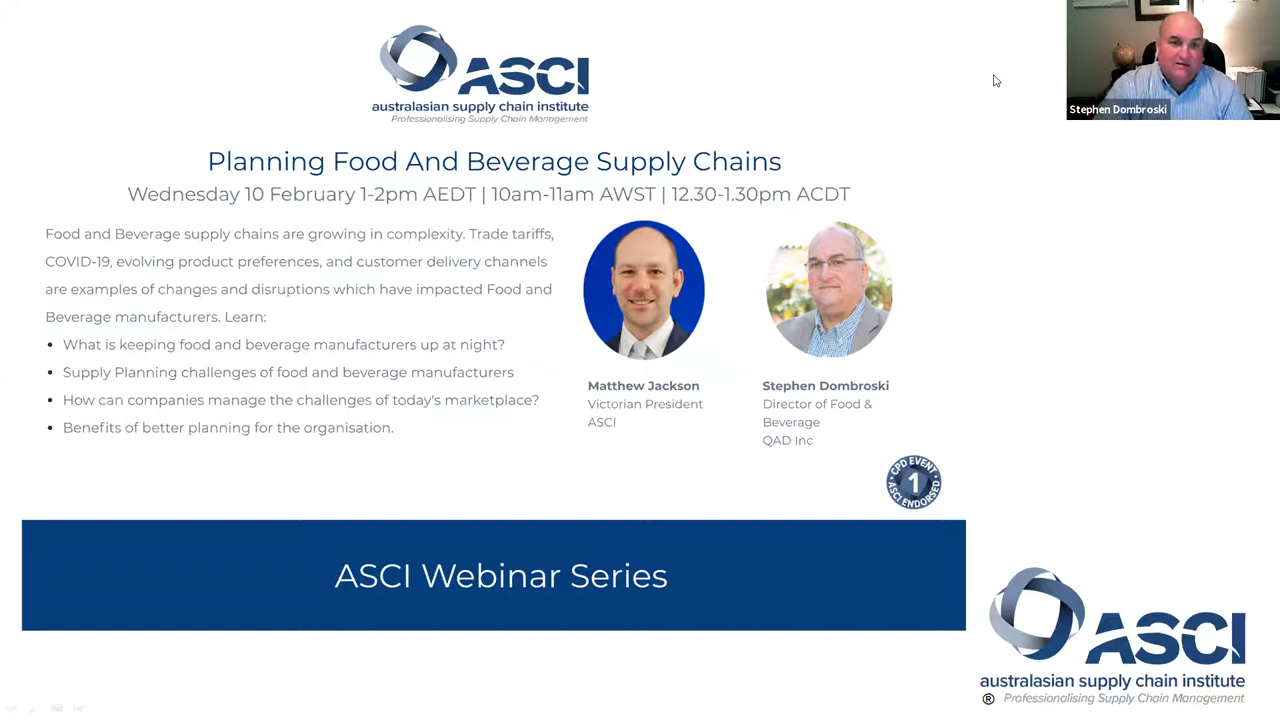 ASCI
australasian supply chain institute
Professionalising Supply Chain Management
Stephen Dombroski
Planning Food And Beverage Supply Chains
Wednesday 10 February 1-2pm AEDT | 10am-11am AWST | 12.30-1.30pm ACDT
Food and Beverage supply chains are growing in complexity. Trade tariffs,
COVID-19, evolving product preferences, and customer delivery channels
are examples of changes and disruptions which have impacted Food and
Beverage manufacturers. Learn:
• What is keeping food and beverage manufacturers up at night?
• Supply Planning challenges of food and beverage manufacturers
• How can companies manage the challenges of today's marketplace?
• Benefits of better planning for the organisation.
Matthew Jackson
Victorian President
ASCI
Stephen Dombroski
Director of Food &
Beverage
QAD Inc
CPD EVENT
1
ASCI ENDORSED
ASCI Webinar Series
ASCI
australasian supply chain institute
® Professionalising Supply Chain Management